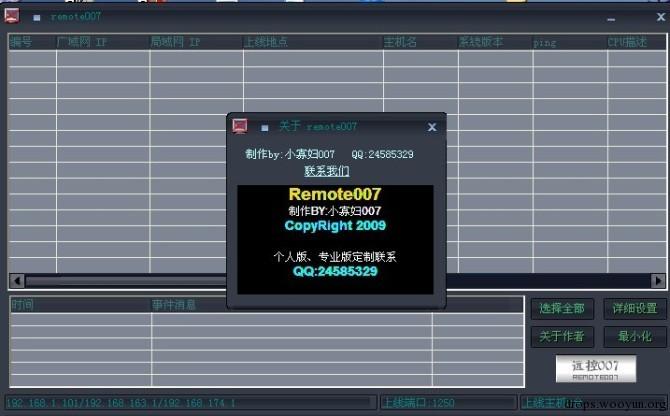 remote007
编号 广域网 IP 局域网 IP 上线地点 主机名 系统版本 ping CPU描述
关于 remote007
制作by:小寡妇007 QQ:24585329
联系我们
Remote007
制作BY:小寡妇007
CopyRight 2009
个人版、专业版定制联系
QQ:24585329
时间 事件消息
选择全部 详细设置
关于作者 最小化
远控007
REMOTE007
192.168.1.101/192.168.163.1/192.168.174.1 上线端口:1250 上线主机:
drops.wooyun.org